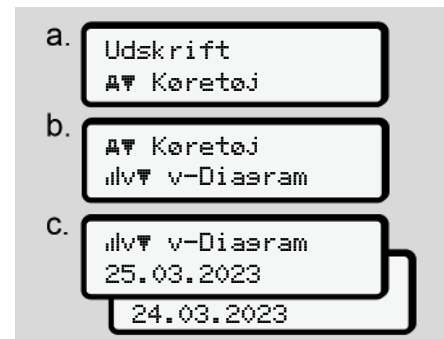 a.
Udskrift
Køretøj
b.
Køretøj
v v-Diagram
c.
v v-Diagram
25.03.2023
24.03.2023